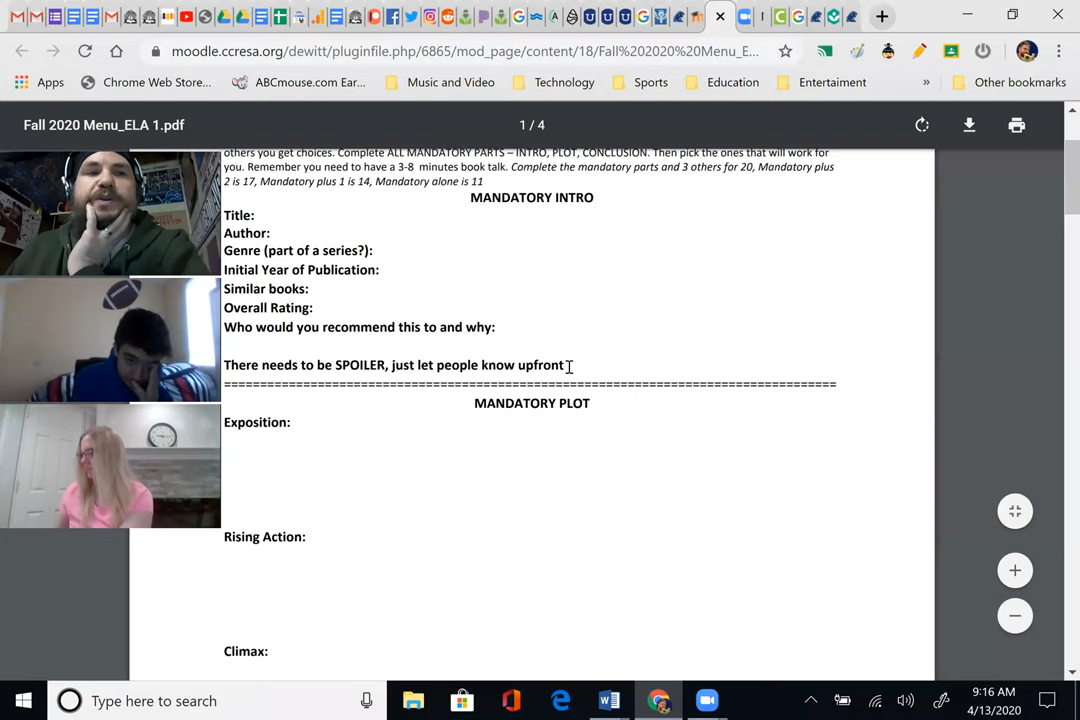 moodle.ccresa.org/dewitt/pluginfile.php/6865/mod_page/content/18/Fall%202020%20Menu_E...
Apps
Chrome Web Store...
ABCmouse.com Ear...
Music and Video
Technology
Sports
Education
Entertaiment
»
Other bookmarks
Fall 2020 Menu_ELA 1.pdf
1 / 4
others you get choices. Complete ALL MANDATORY PARTS – INTRO, PLOT, CONCLUSION. Then pick the ones that will work for
you. Remember you need to have a 3-8 minutes book talk. Complete the mandatory parts and 3 others for 20, Mandatory plus
2 is 17, Mandatory plus 1 is 14, Mandatory alone is 11
MANDATORY INTRO
Title:
Author:
Genre (part of a series?):
Initial Year of Publication:
Similar books:
Overall Rating:
Who would you recommend this to and why:
There needs to be SPOILER, just let people know upfront
================================================================================
MANDATORY PLOT
Exposition:
Rising Action:
Climax:
Type here to search
9:16 AM
4/13/2020